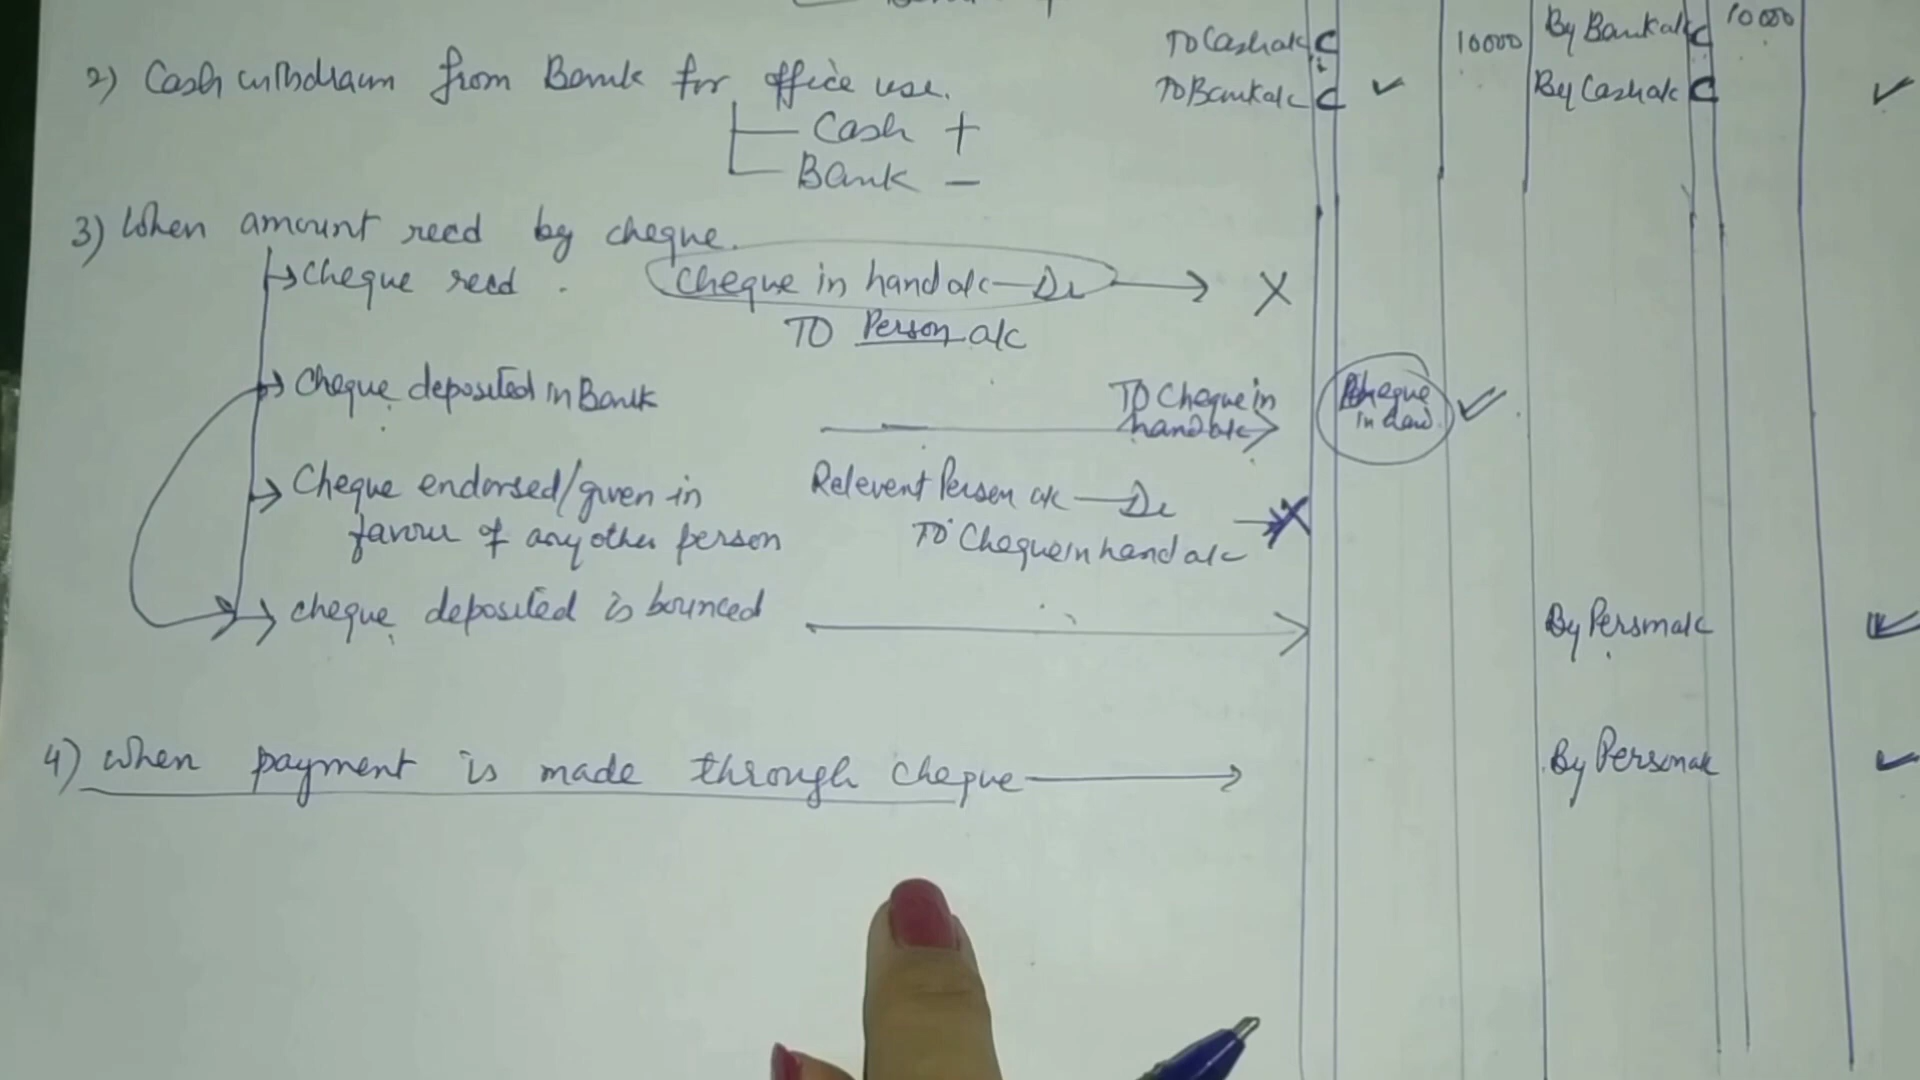 To Cash a/c C 10000 By Bank a/c C 10000
2) Cash withdrawn from Bank for office use.
To Bank a/c C ✓ By Cash a/c C ✓
Cash +
Bank -
3) When amount recd by cheque.
→ Cheque recd. Cheque in hand a/c — Dr → X
To Person a/c
→ Cheque deposited in Bank To Cheque in hand a/c Cheque in ✓
→ Cheque endorsed/given in Relevent Person a/c — Dr
favour of any other person To Cheque in hand a/c → X
→ cheque deposited is bounced → By Person a/c ✓
4) When payment is made through cheque → By Person a/c ✓